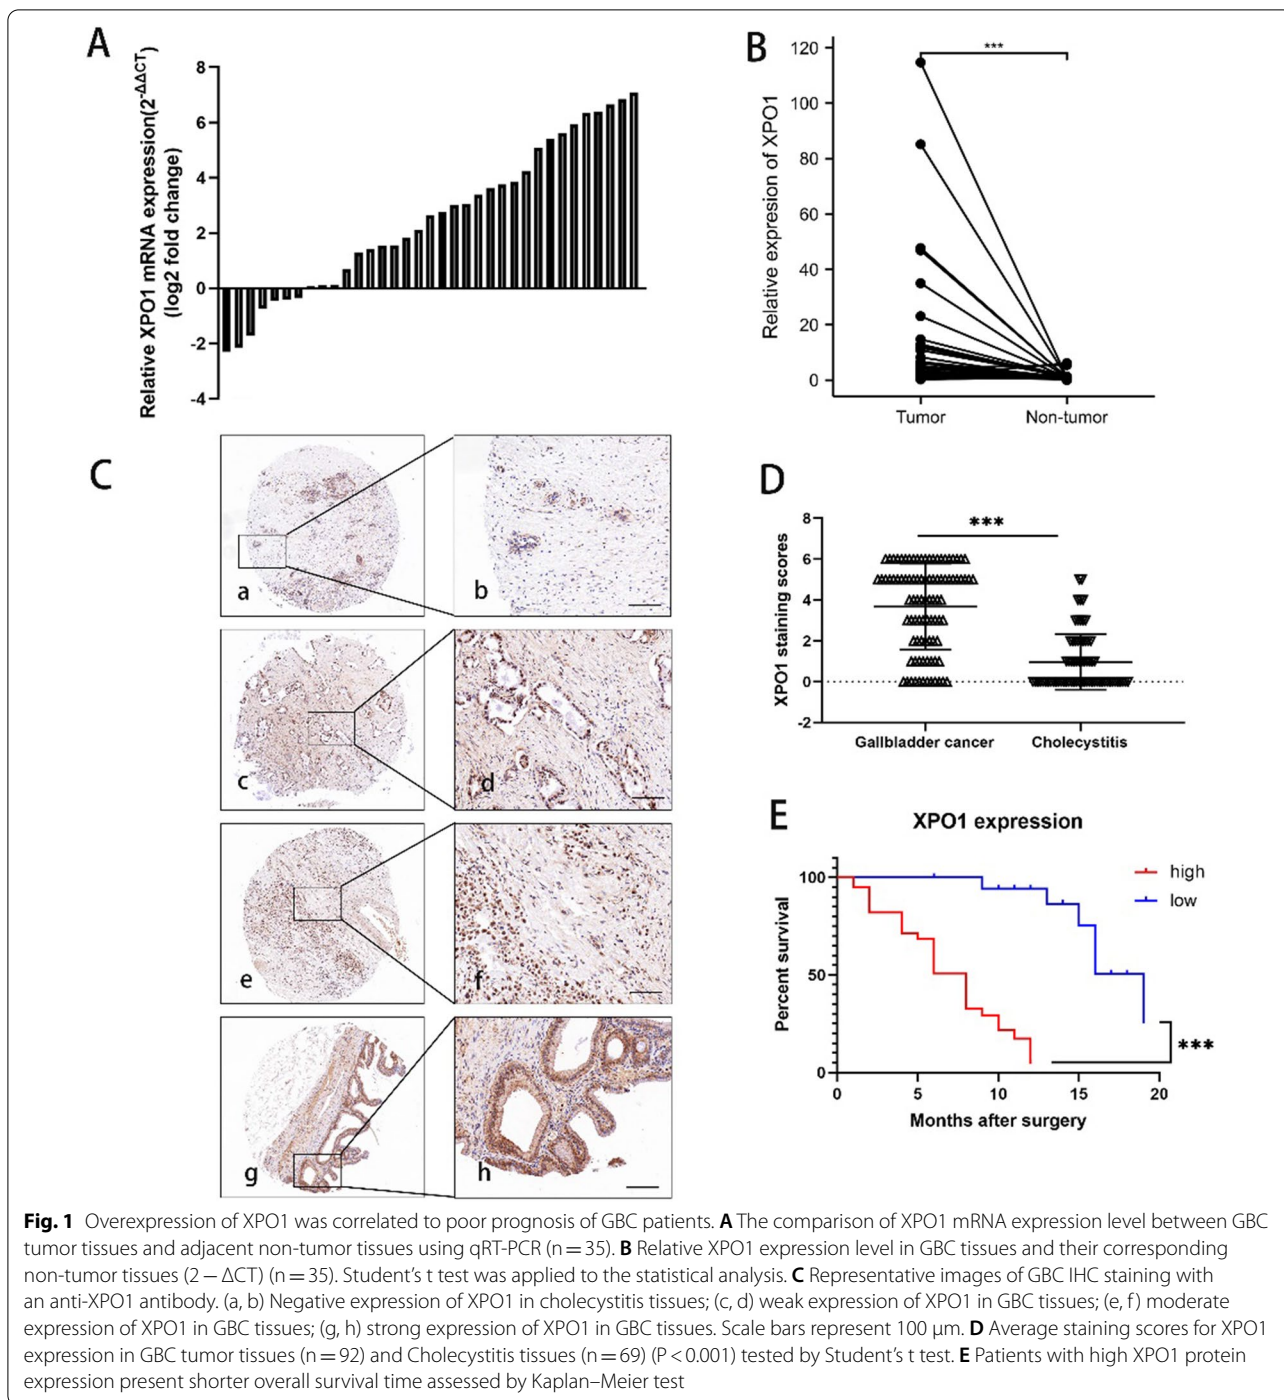 A
Relative XPO1 mRNA expression(2^-ΔΔCT)
(log2 fold change)
8
6
4
2
0
-2
-4
B
Relative expression of XPO1
120
100
80
60
40
20
0
***
Tumor
Non-tumor
C
a
b
c
d
e
f
g
h
D
XPO1 staining scores
8
6
4
2
0
-2
***
Gallbladder cancer
Cholecystitis
E
XPO1 expression
Percent survival
100
50
0
high
low
***
0
5
10
15
20
Months after surgery
Fig. 1 Overexpression of XPO1 was correlated to poor prognosis of GBC patients. A The comparison of XPO1 mRNA expression level between GBC
tumor tissues and adjacent non-tumor tissues using qRT-PCR (n = 35). B Relative XPO1 expression level in GBC tissues and their corresponding
non-tumor tissues (2 − ΔCT) (n = 35). Student's t test was applied to the statistical analysis. C Representative images of GBC IHC staining with
an anti-XPO1 antibody. (a, b) Negative expression of XPO1 in cholecystitis tissues; (c, d) weak expression of XPO1 in GBC tissues; (e, f) moderate
expression of XPO1 in GBC tissues; (g, h) strong expression of XPO1 in GBC tissues. Scale bars represent 100 μm. D Average staining scores for XPO1
expression in GBC tumor tissues (n = 92) and Cholecystitis tissues (n = 69) (P < 0.001) tested by Student's t test. E Patients with high XPO1 protein
expression present shorter overall survival time assessed by Kaplan–Meier test